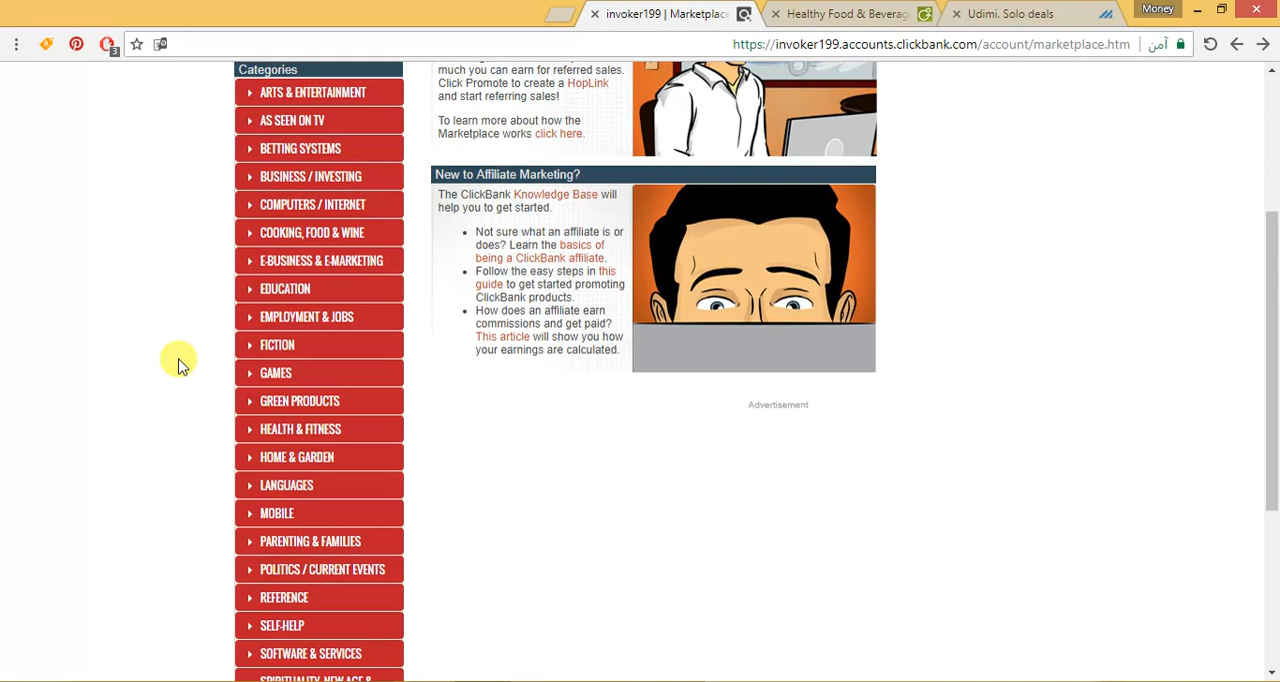 invoker199 | Marketplace
Healthy Food & Beverag
Udimi. Solo deals
Money
3
https://invoker199.accounts.clickbank.com/account/marketplace.htm
آمن
Categories
ARTS & ENTERTAINMENT
AS SEEN ON TV
BETTING SYSTEMS
BUSINESS / INVESTING
COMPUTERS / INTERNET
COOKING, FOOD & WINE
E-BUSINESS & E-MARKETING
EDUCATION
EMPLOYMENT & JOBS
FICTION
GAMES
GREEN PRODUCTS
HEALTH & FITNESS
HOME & GARDEN
LANGUAGES
MOBILE
PARENTING & FAMILIES
POLITICS / CURRENT EVENTS
REFERENCE
SELF-HELP
SOFTWARE & SERVICES
SPIRITUALITY, NEW AGE &
much you can earn for referred sales.
Click Promote to create a HopLink
and start referring sales!
To learn more about how the
Marketplace works click here.
New to Affiliate Marketing?
The ClickBank Knowledge Base will
help you to get started.
Not sure what an affiliate is or
does? Learn the basics of
being a ClickBank affiliate.
Follow the easy steps in this
guide to get started promoting
ClickBank products.
How does an affiliate earn
commissions and get paid?
This article will show you how
your earnings are calculated.
Advertisement